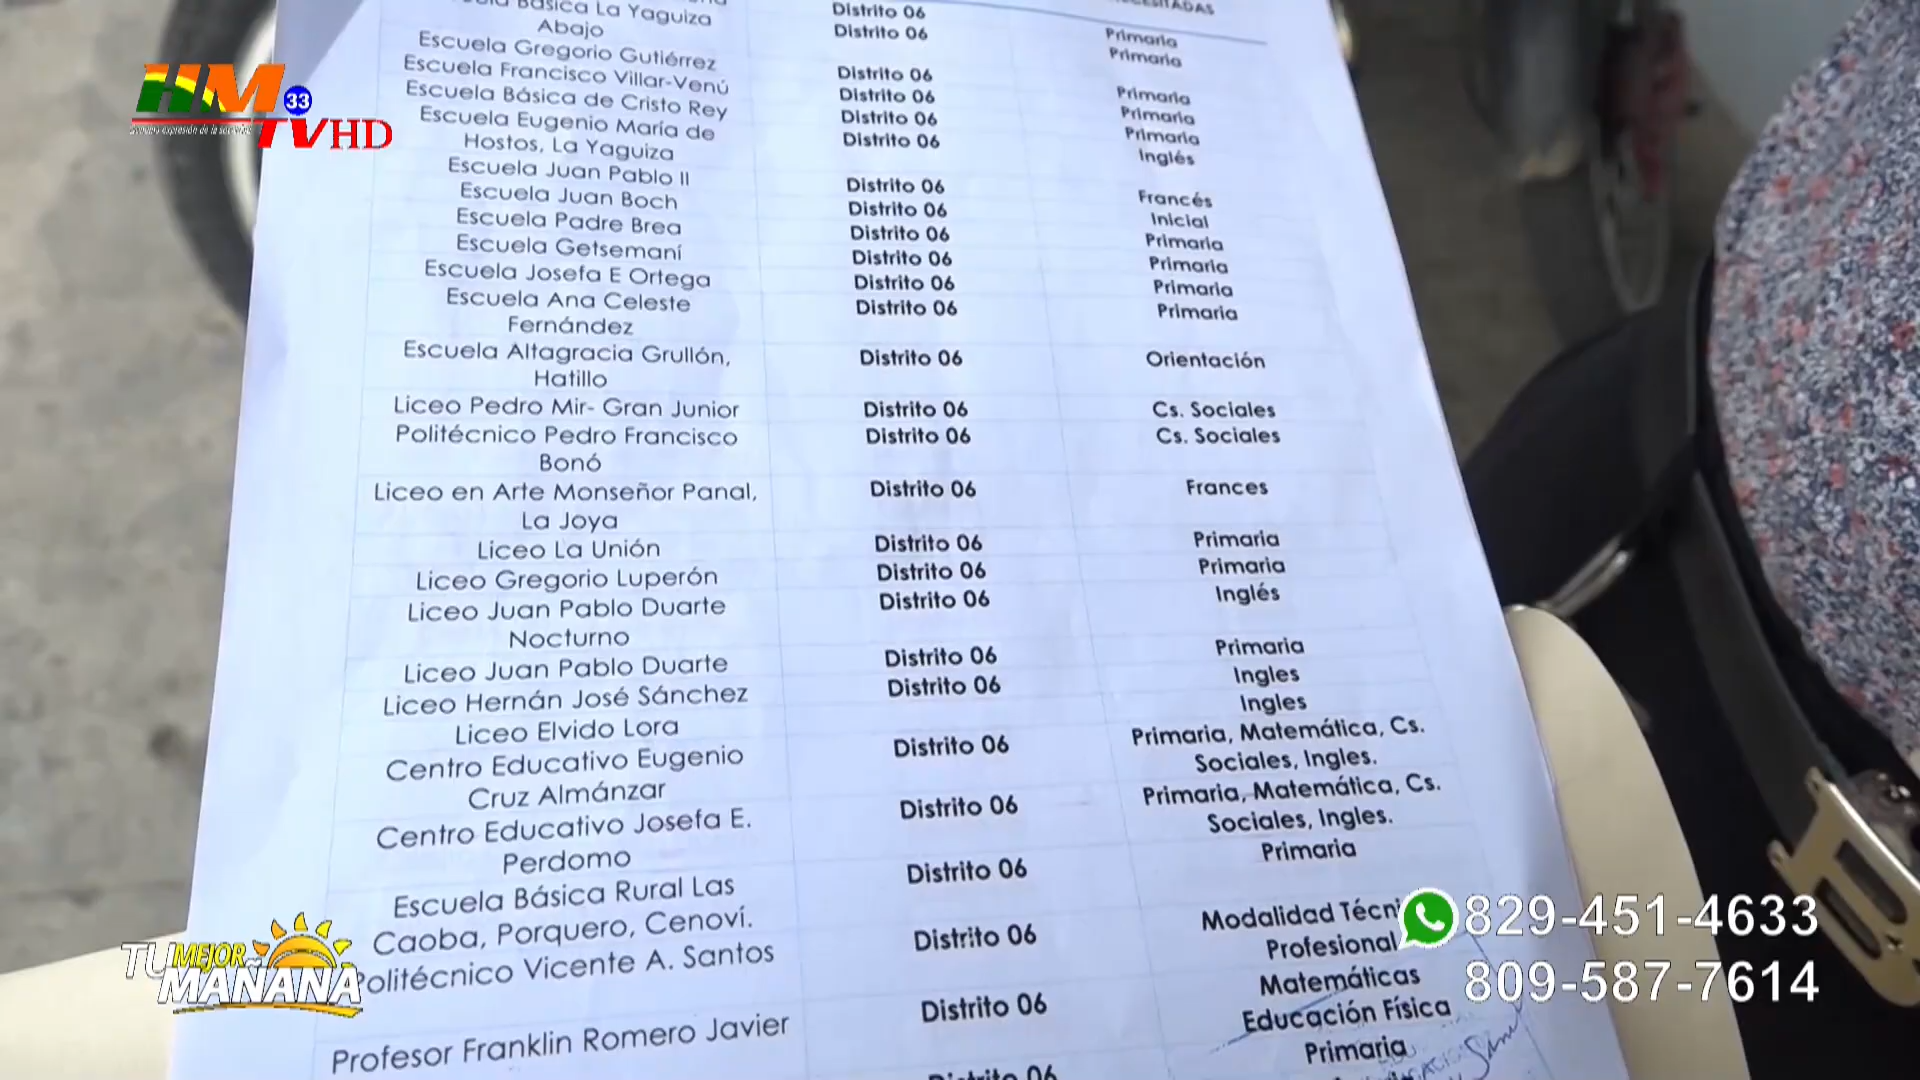 Básica La Yaguiza Distrito 06
Abajo Distrito 06 Primaria
Escuela Gregorio Gutiérrez Primaria
Escuela Francisco Villar-Venú Distrito 06
Escuela Básica de Cristo Rey Distrito 06 Primaria
Escuela Eugenio María de Distrito 06 Primaria
Hostos, La Yaguiza Distrito 06 Primaria
Inglés
Escuela Juan Pablo II Distrito 06
Escuela Juan Boch Distrito 06 Francés
Escuela Padre Brea Distrito 06 Inicial
Escuela Getsemaní Distrito 06 Primaria
Escuela Josefa E Ortega Distrito 06 Primaria
Escuela Ana Celeste Distrito 06 Primaria
Fernández Primaria
Escuela Altagracia Grullón, Distrito 06 Orientación
Hatillo
Liceo Pedro Mir- Gran Junior Distrito 06 Cs. Sociales
Politécnico Pedro Francisco Distrito 06 Cs. Sociales
Bonó
Liceo en Arte Monseñor Panal, Distrito 06 Frances
La Joya
Liceo La Unión Distrito 06 Primaria
Liceo Gregorio Luperón Distrito 06 Primaria
Liceo Juan Pablo Duarte Distrito 06 Inglés
Nocturno
Liceo Juan Pablo Duarte Distrito 06 Primaria
Liceo Hernán José Sánchez Distrito 06 Ingles
Liceo Elvido Lora Ingles
Centro Educativo Eugenio Distrito 06 Primaria, Matemática, Cs.
Cruz Almánzar Sociales, Ingles.
Centro Educativo Josefa E. Distrito 06 Primaria, Matemática, Cs.
Perdomo Sociales, Ingles.
Escuela Básica Rural Las Distrito 06 Primaria
Caoba, Porquero, Cenoví.
Politécnico Vicente A. Santos Distrito 06 Modalidad
Profesional
Matemáticas
Profesor Franklin Romero Javier Distrito 06 Educación Física
Primaria
Distrito 06
HM
33
TV HD
TU MEJOR
MAÑANA
829-451-4633
809-587-7614